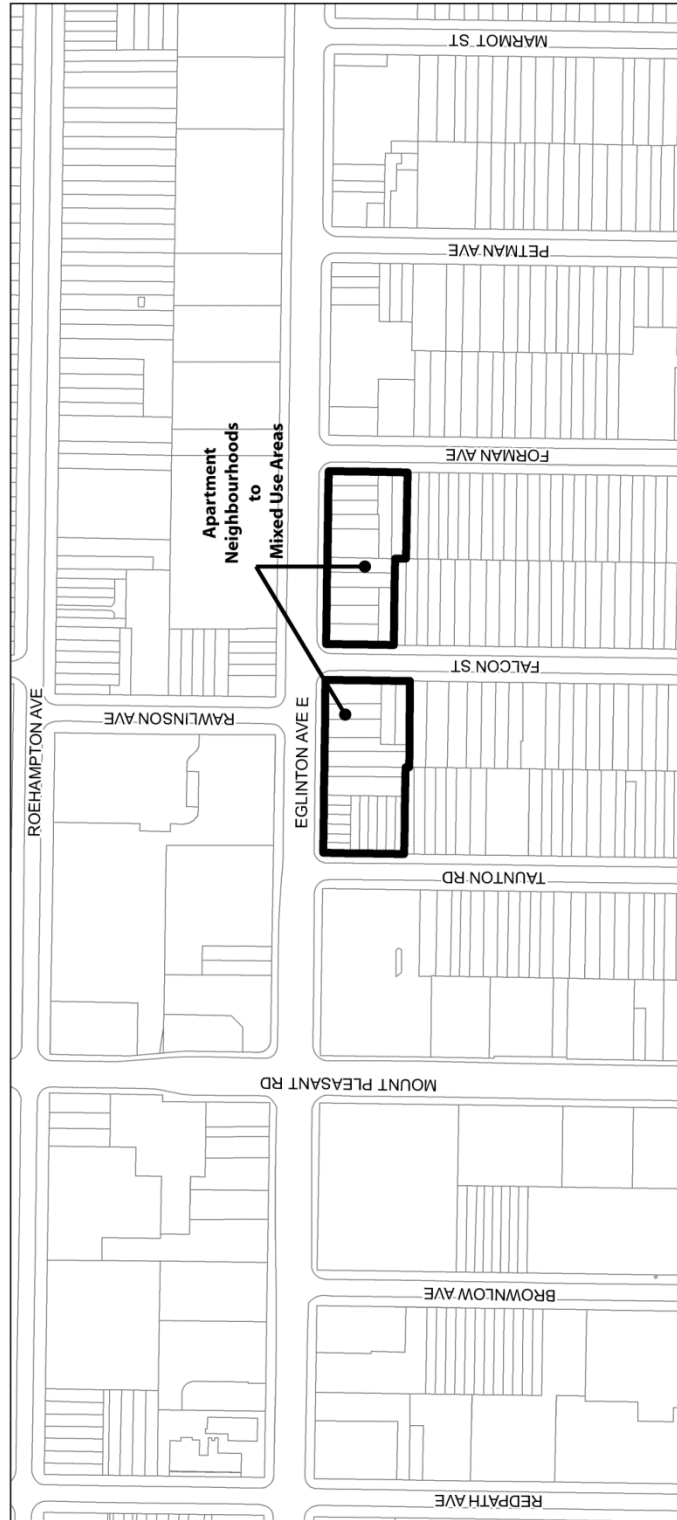 MARMOT ST
PETMAN AVE
Apartment
Neighbourhoods
to
Mixed Use Areas
FORMAN AVE
FALCON ST
RAWLINSON AVE
ROEHAMPTON AVE
EGLINTON AVE E
TAUNTON RD
MOUNT PLEASANT RD
BROWNLOW AVE
REDPATH AVE